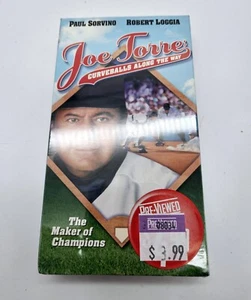 PAUL SORVINO ROBERT LOGGIA
Joe Torre
CURVEBALLS ALONG THE WAY
The Maker of
Champions
PRE-VIEWED
$ 3.99